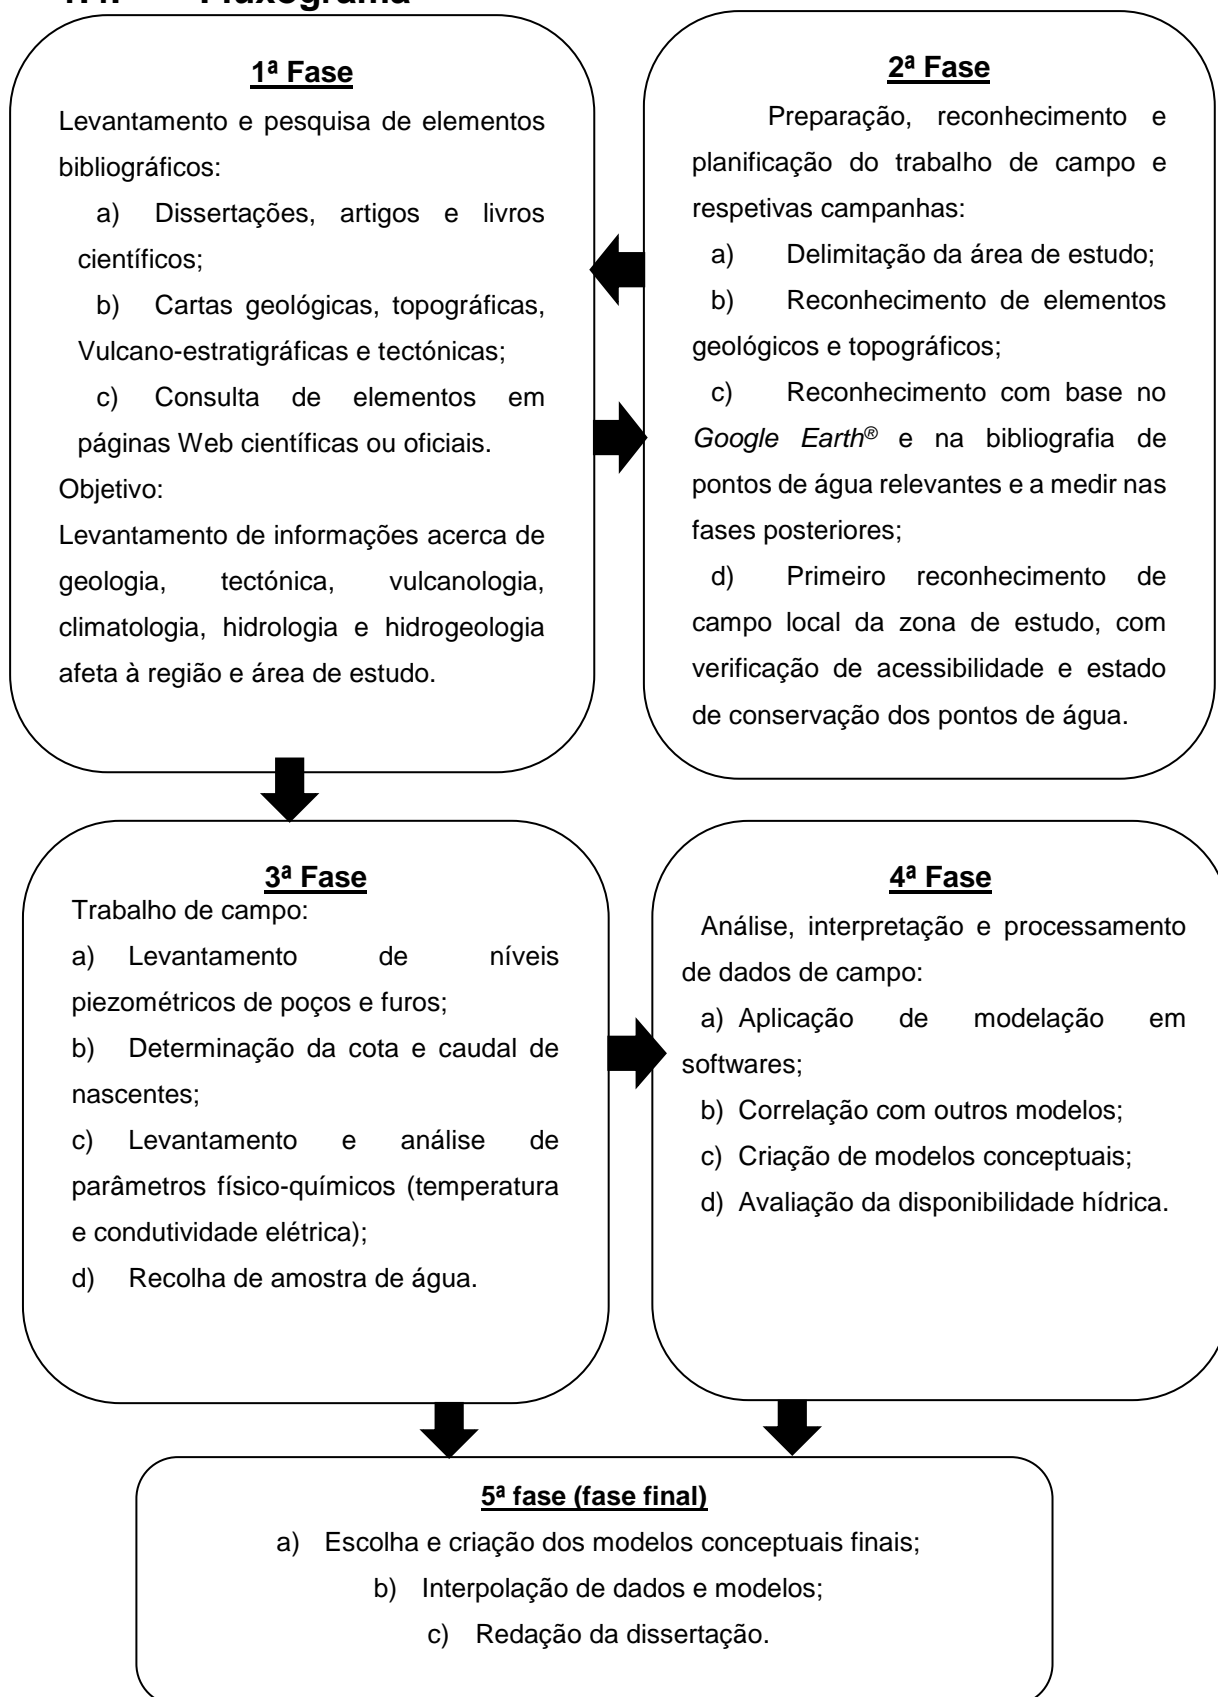 Fluxograma
1ª Fase
Levantamento e pesquisa de elementos
bibliográficos:
a) Dissertações, artigos e livros
científicos;
b) Cartas geológicas, topográficas,
Vulcano-estratigráficas e tectónicas;
c) Consulta de elementos em
páginas Web científicas ou oficiais.
Objetivo:
Levantamento de informações acerca de
geologia, tectónica, vulcanologia,
climatologia, hidrologia e hidrogeologia
afeta à região e área de estudo.
2ª Fase
Preparação, reconhecimento e
planificação do trabalho de campo e
respetivas campanhas:
a) Delimitação da área de estudo;
b) Reconhecimento de elementos
geológicos e topográficos;
c) Reconhecimento com base no
Google Earth® e na bibliografia de
pontos de água relevantes e a medir nas
fases posteriores;
d) Primeiro reconhecimento de
campo local da zona de estudo, com
verificação de acessibilidade e estado
de conservação dos pontos de água.
3ª Fase
Trabalho de campo:
a) Levantamento de níveis
piezométricos de poços e furos;
b) Determinação da cota e caudal de
nascentes;
c) Levantamento e análise de
parâmetros físico-químicos (temperatura
e condutividade elétrica);
d) Recolha de amostra de água.
4ª Fase
Análise, interpretação e processamento
de dados de campo:
a) Aplicação de modelação em
softwares;
b) Correlação com outros modelos;
c) Criação de modelos conceptuais;
d) Avaliação da disponibilidade hídrica.
5ª fase (fase final)
a) Escolha e criação dos modelos conceptuais finais;
b) Interpolação de dados e modelos;
c) Redação da dissertação.